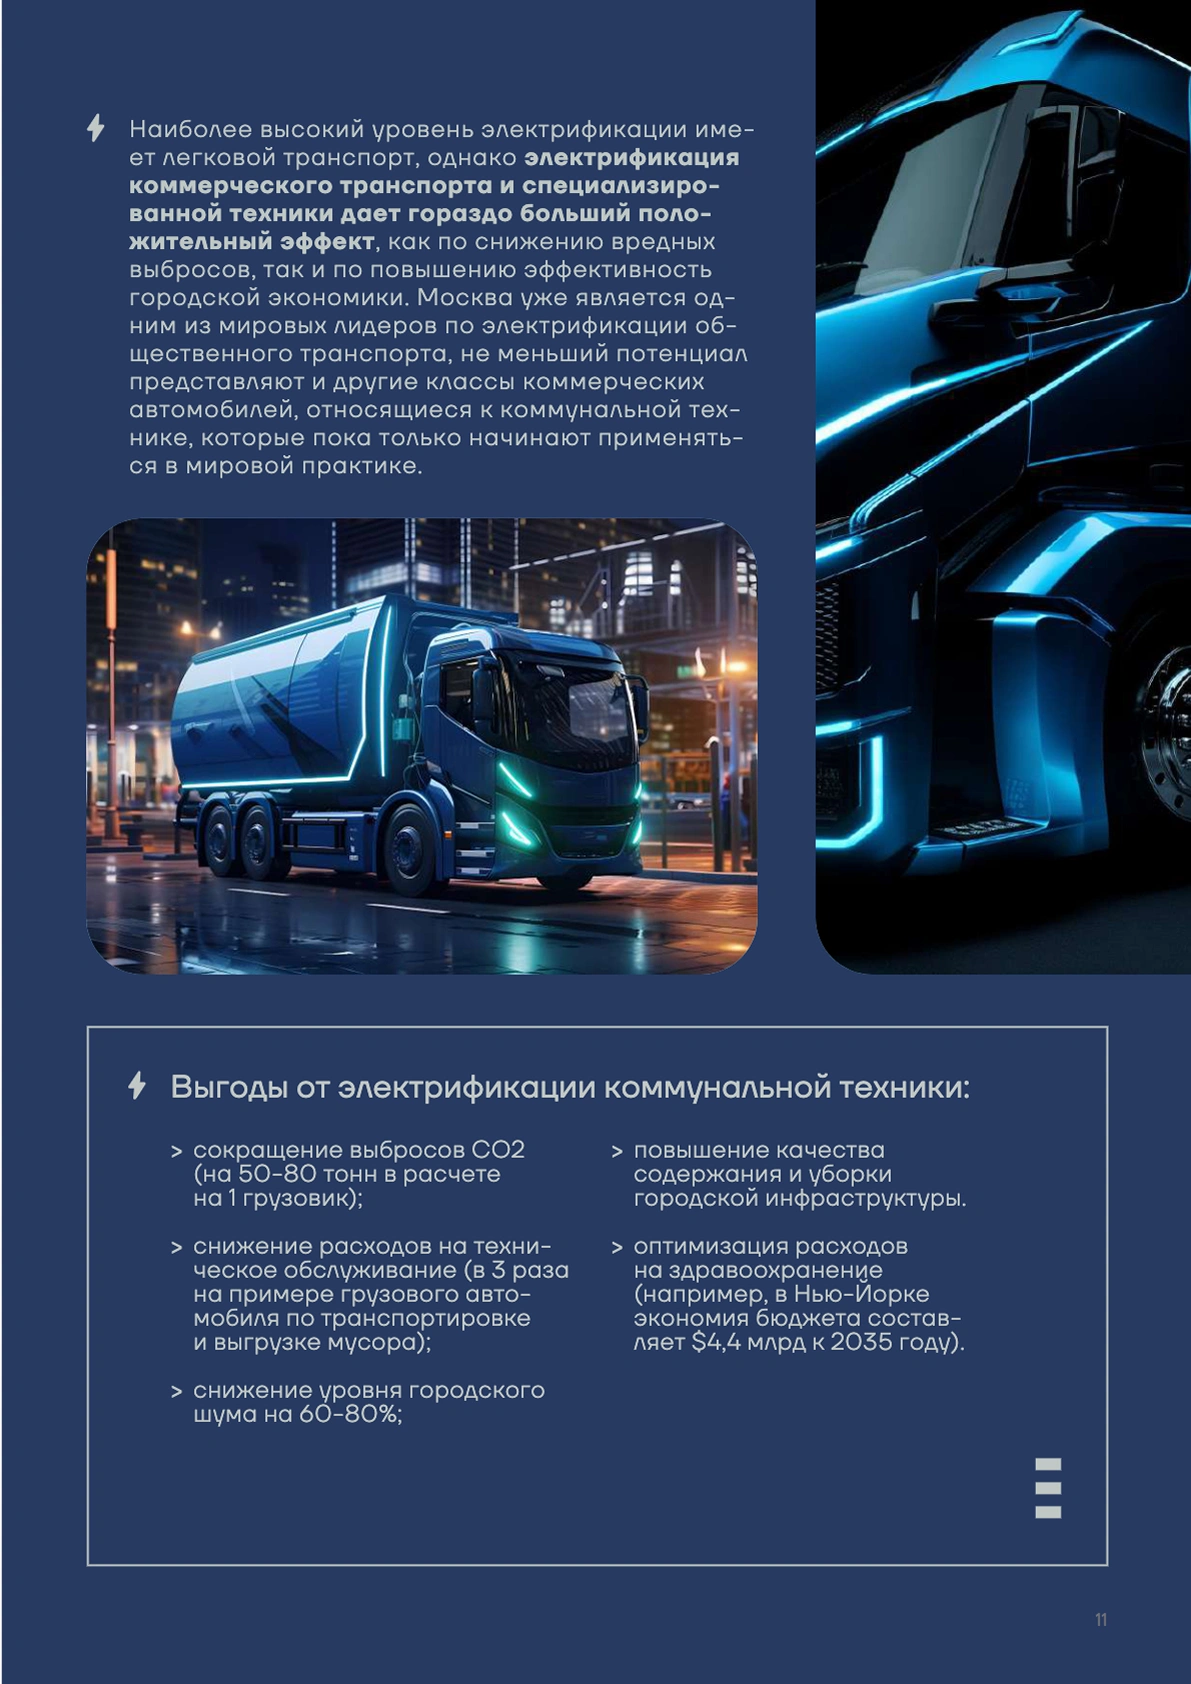 Наиболее высокий уровень электрификации име-
ет легковой транспорт, однако электрификация
коммерческого транспорта и специализиро-
ванной техники дает гораздо больший поло-
жительный эффект, как по снижению вредных
выбросов, так и по повышению эффективность
городской экономики. Москва уже является од-
ним из мировых лидеров по электрификации об-
щественного транспорта, не меньший потенциал
представляют и другие классы коммерческих
автомобилей, относящиеся к коммунальной тех-
нике, которые пока только начинают применять-
ся в мировой практике.
Выгоды от электрификации коммунальной техники:
> сокращение выбросов CO2
(на 50-80 тонн в расчете
на 1 грузовик);
> снижение расходов на техни-
ческое обслуживание (в 3 раза
на примере грузового авто-
мобиля по транспортировке
и выгрузке мусора);
> снижение уровня городского
шума на 60-80%;
> повышение качества
содержания и уборки
городской инфраструктуры.
> оптимизация расходов
на здравоохранение
(например, в Нью-Йорке
экономия бюджета состав-
ляет $4,4 млрд к 2035 году).
11